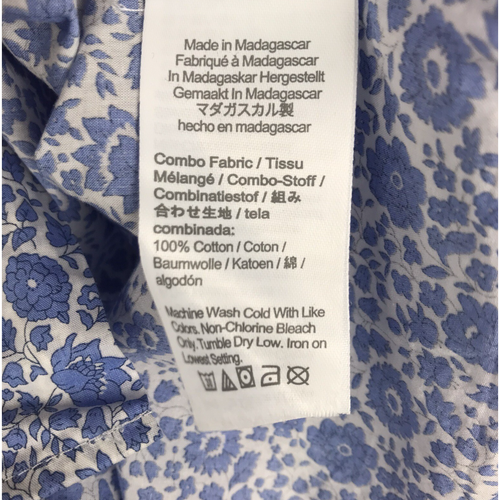 Made in Madagascar
Fabriqué à Madagascar
In Madagaskar Hergestellt
Gemaakt In Madagascar
マダガスカル製
hecho en madagascar
Combo Fabric / Tissu
Mélangé / Combo-Stoff /
Combinatiestof / 組み
合わせ生地 / tela
combinada:
100% Cotton / Coton /
Baumwolle / Katoen / 綿 /
algodón
Machine Wash Cold With Like
Colors. Non-Chlorine Bleach
Only. Tumble Dry Low. Iron on
Lowest Setting.